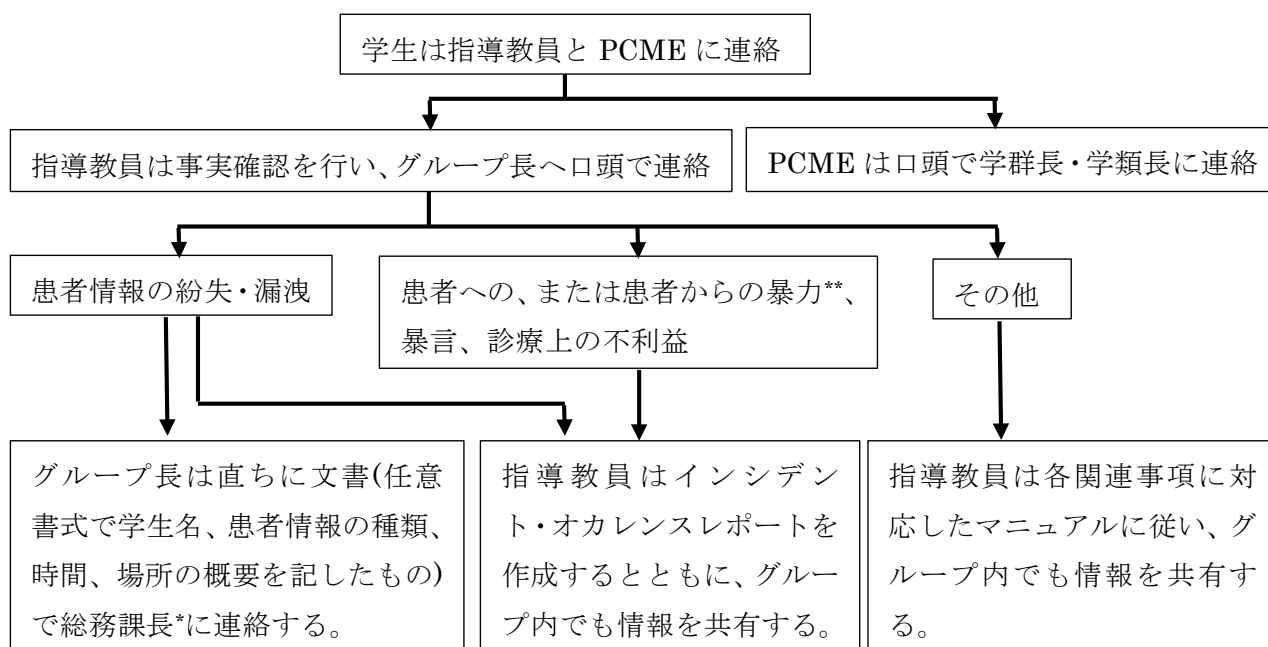 学生は指導教員と PCME に連絡
指導教員は事実確認を行い、グループ長へ口頭で連絡
PCME は口頭で学群長・学類長に連絡
患者情報の紛失・漏洩
患者への、または患者からの暴力**、
暴言、診療上の不利益
その他
グループ長は直ちに文書(任意
書式で学生名、患者情報の種類、
時間、場所の概要を記したもの)
で総務課長*に連絡する。
指導教員はインシデン
ト・オカレンスレポートを
作成するとともに、グルー
プ内でも情報を共有する。
指導教員は各関連事項に対
応したマニュアルに従い、グ
ループ内でも情報を共有す
る。